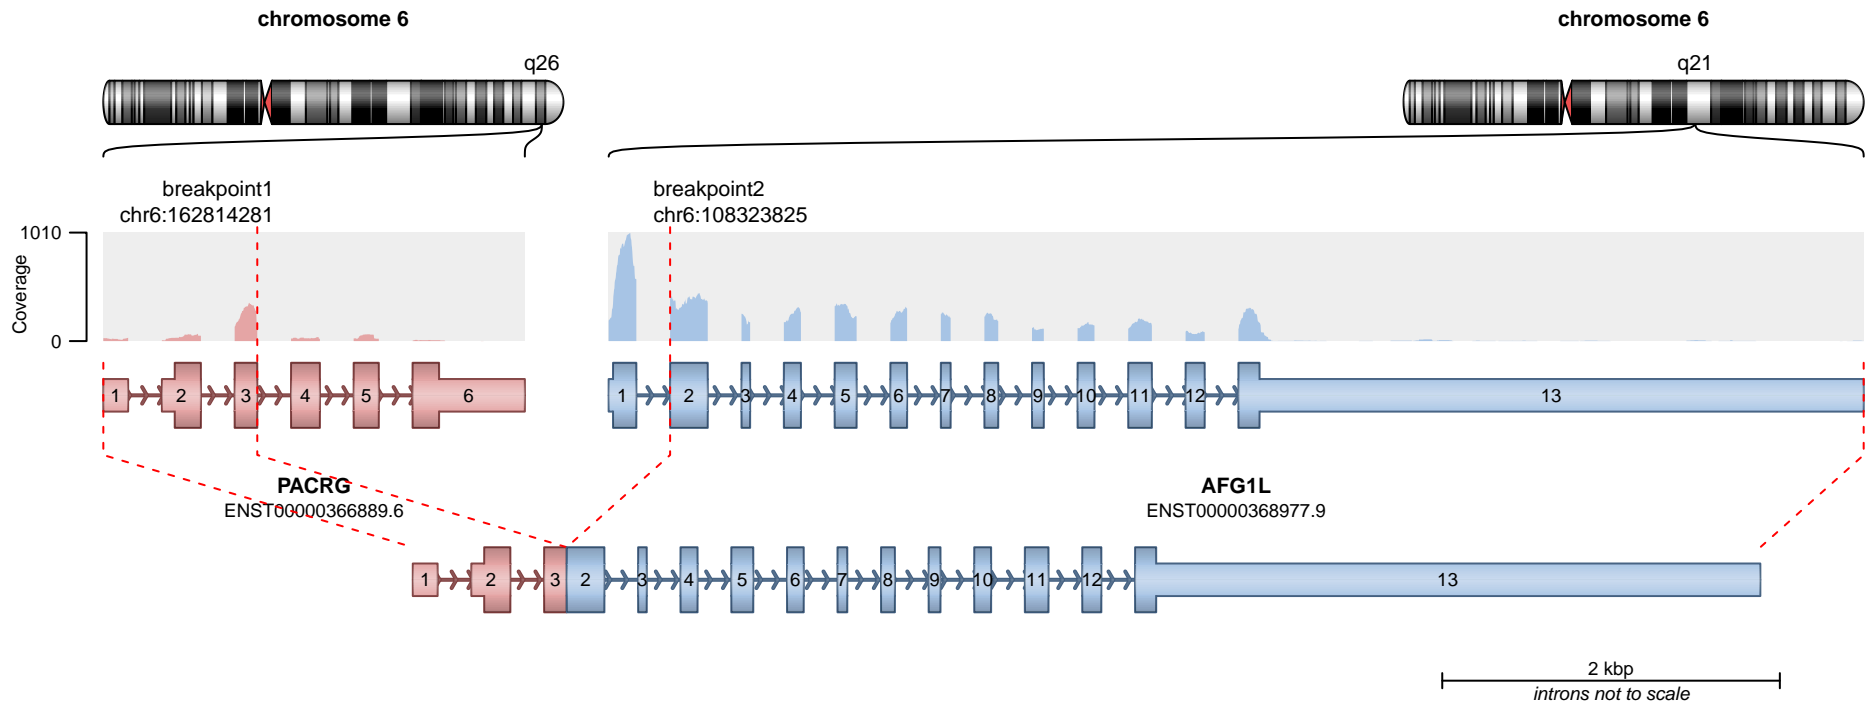 chromosome 6
chromosome 6
q26
q21
breakpoint1
chr6:162814281
breakpoint2
chr6:108323825
1010
Coverage
0
1 2 3 4 5 6
1 2 3 4 5 6 7 8 9 10 11 12 13
PACRG
ENST00000366889.6
AFG1L
ENST00000368977.9
1 2 3 2 3 4 5 6 7 8 9 10 11 12 13
2 kbp
introns not to scale